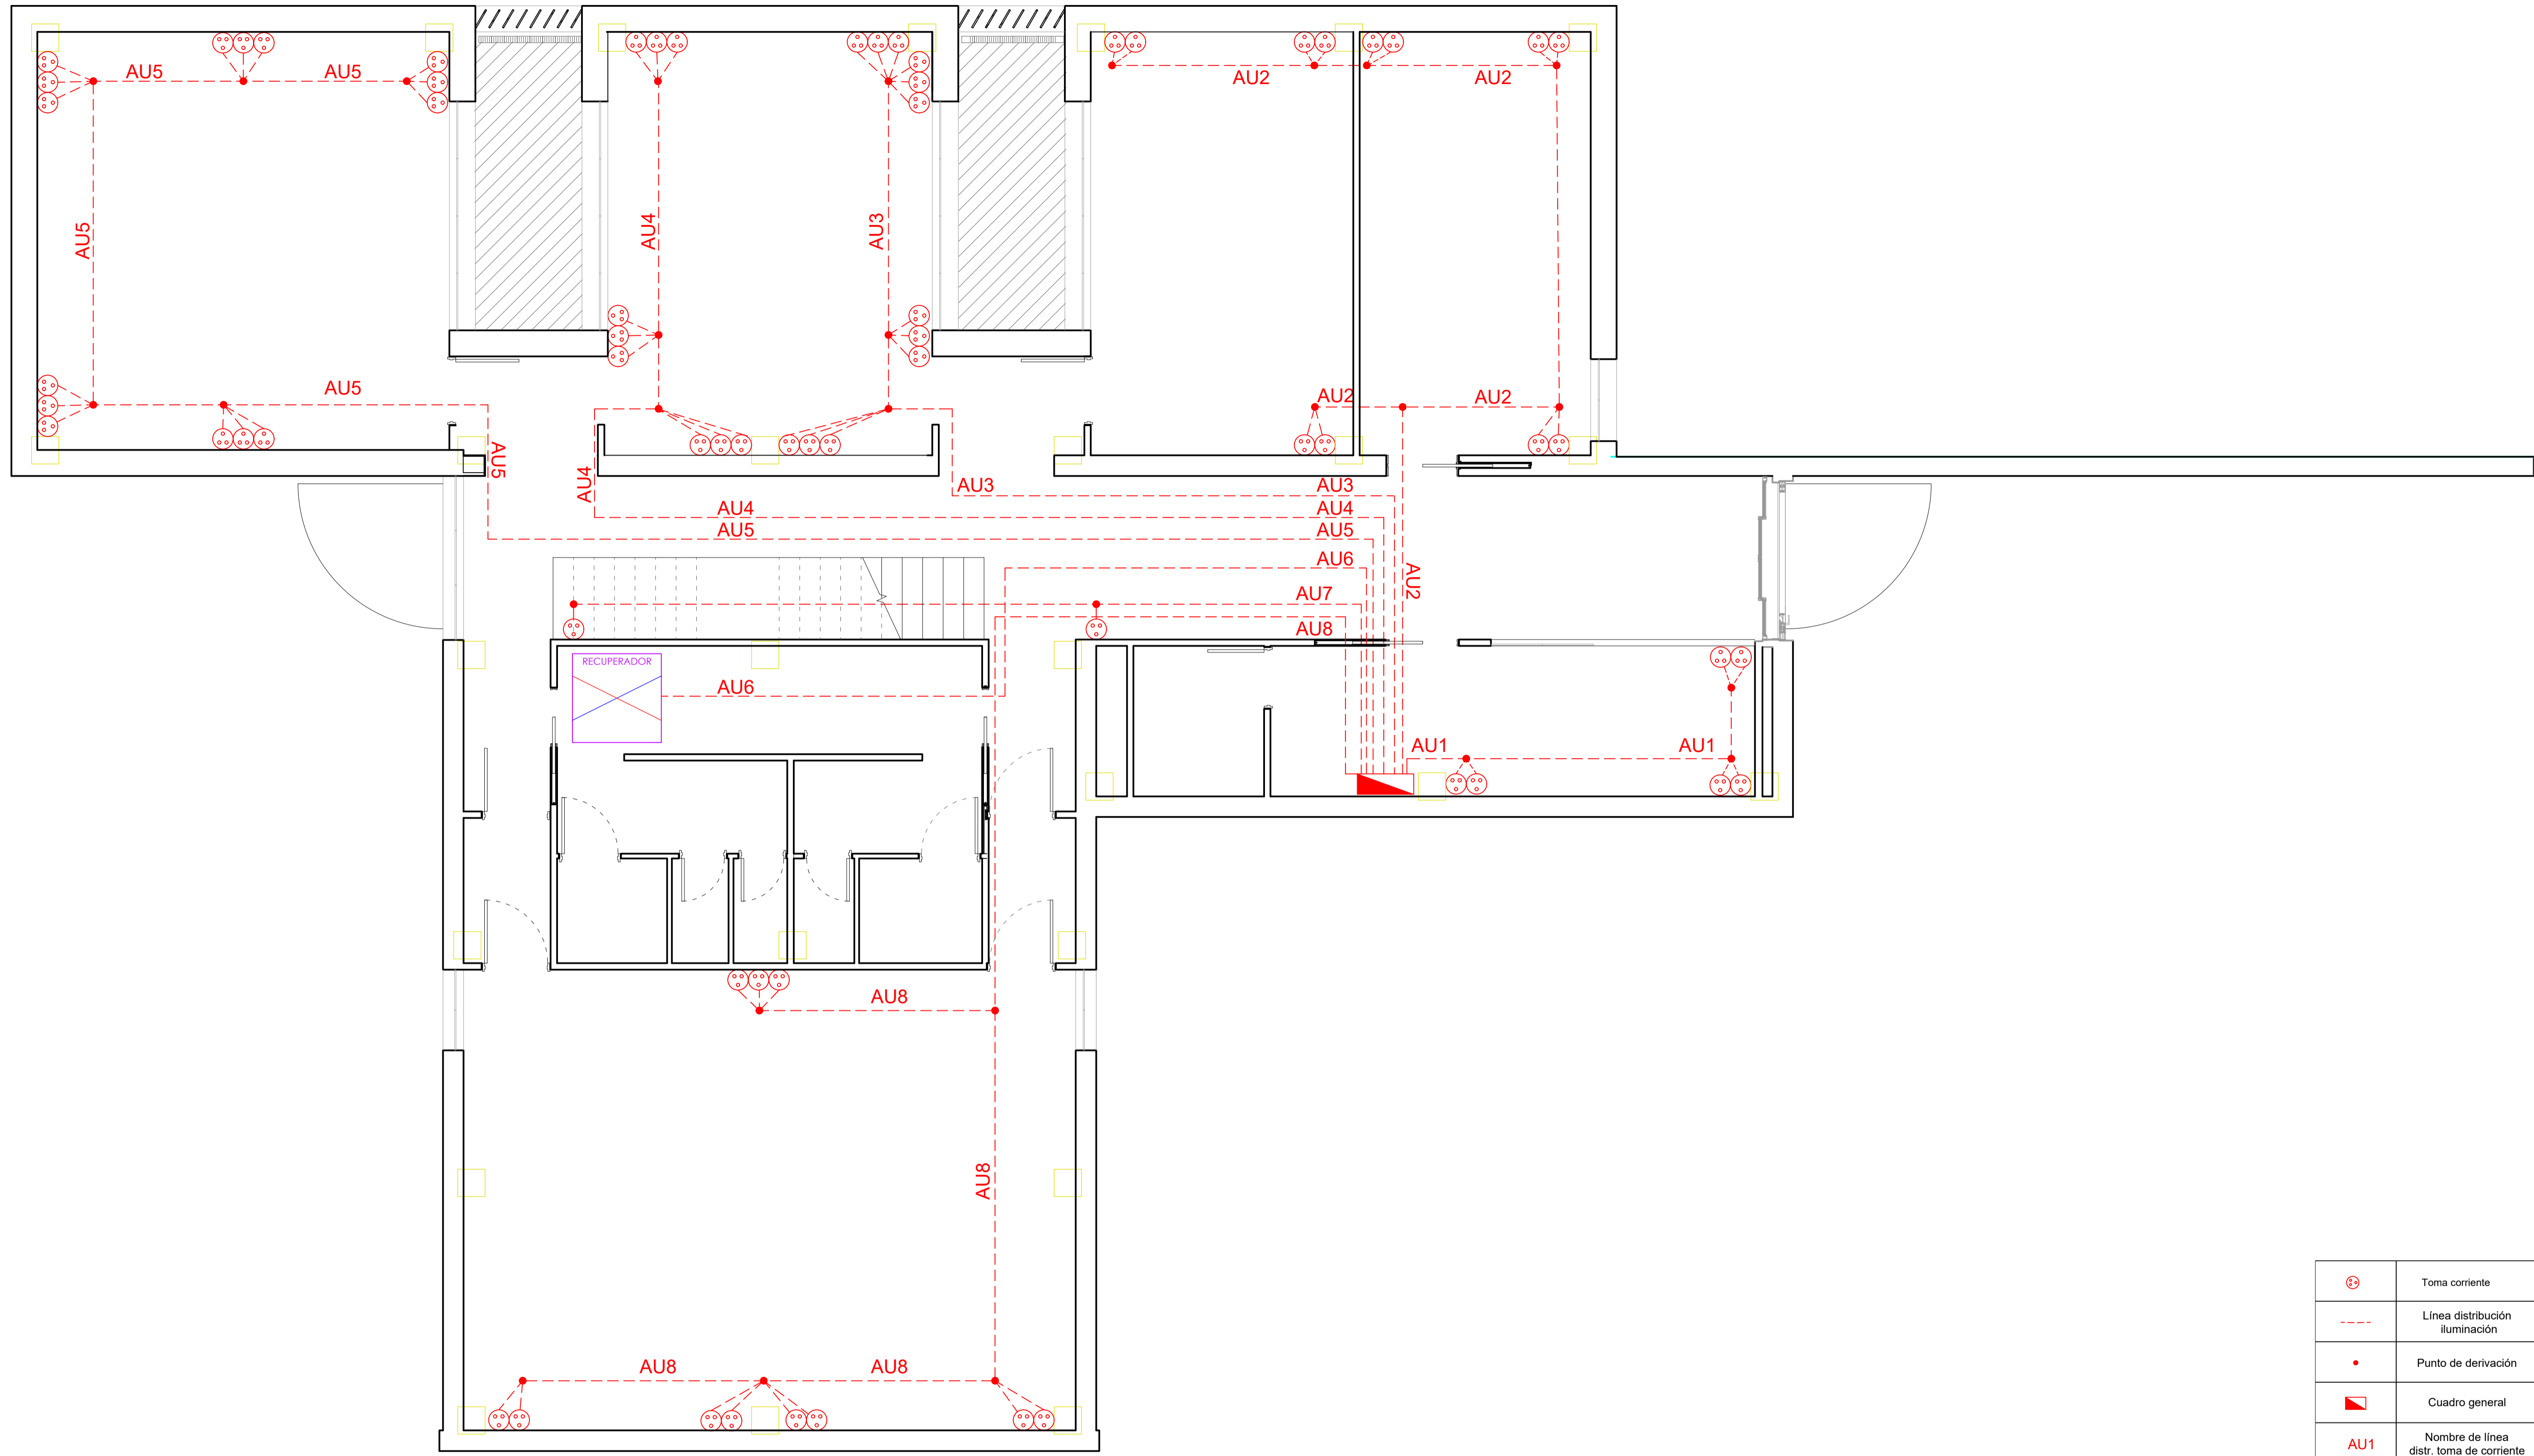 AU5 AU5
AU2 AU2
AU5
AU4
AU3
AU5
AU2 AU2
AU5
AU4
AU3 AU3
AU4 AU4
AU5 AU5
AU6
AU2
AU7
AU8
RECUPERADOR
AU6
AU1 AU1
AU8
AU8
AU8 AU8
Toma corriente
Línea distribución
iluminación
Punto de derivación
Cuadro general
AU1
Nombre de línea
distr. toma de corriente